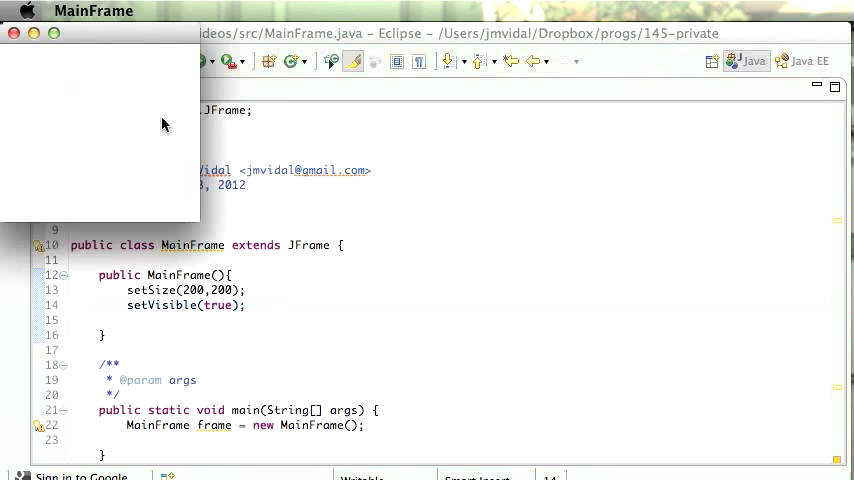 MainFrame
ideos/src/MainFrame.java - Eclipse - /Users/jmvidal/Dropbox/progs/145-private
Java
Java EE
.JFrame;
Vidal <jmvidal@gmail.com>
, 2012
9
10 public class MainFrame extends JFrame {
11
12 public MainFrame(){
13 setSize(200,200);
14 setVisible(true);
15
16 }
17
18 /**
19 * @param args
20 */
21 public static void main(String[] args) {
22 MainFrame frame = new MainFrame();
23
}
Sign in to Google
Writable
Smart Insert
14